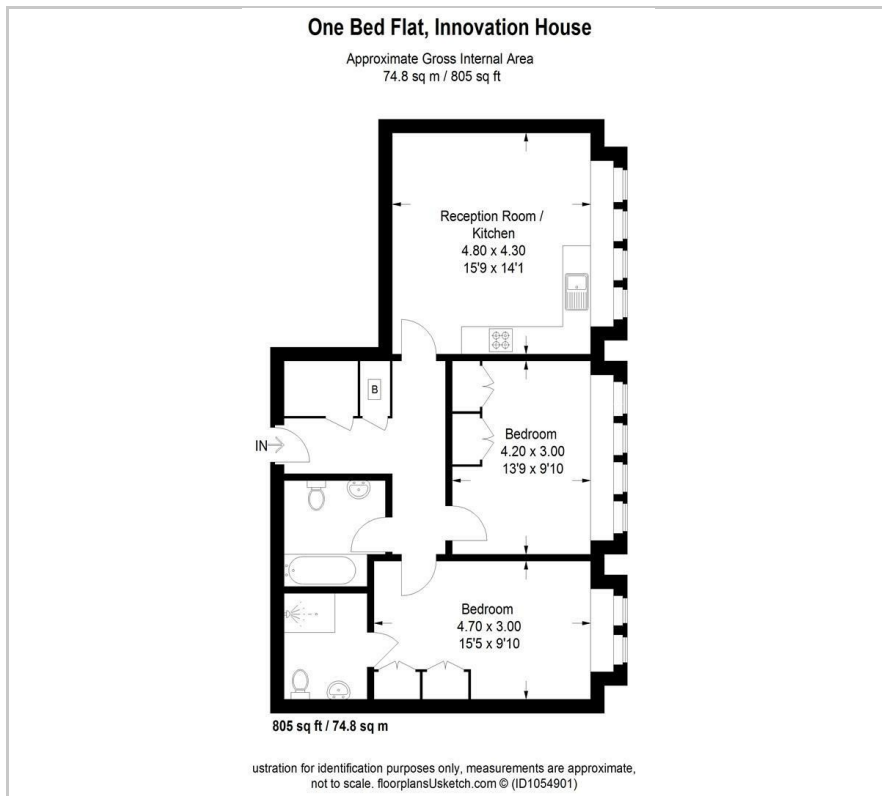 One Bed Flat, Innovation House
Approximate Gross Internal Area
74.8 sq m / 805 sq ft
Reception Room /
Kitchen
4.80 x 4.30
15'9 x 14'1
B
IN
Bedroom
4.20 x 3.00
13'9 x 9'10
Bedroom
4.70 x 3.00
15'5 x 9'10
805 sq ft / 74.8 sq m
ustration for identification purposes only, measurements are approximate,
not to scale. floorplansUsketch.com © (ID1054901)